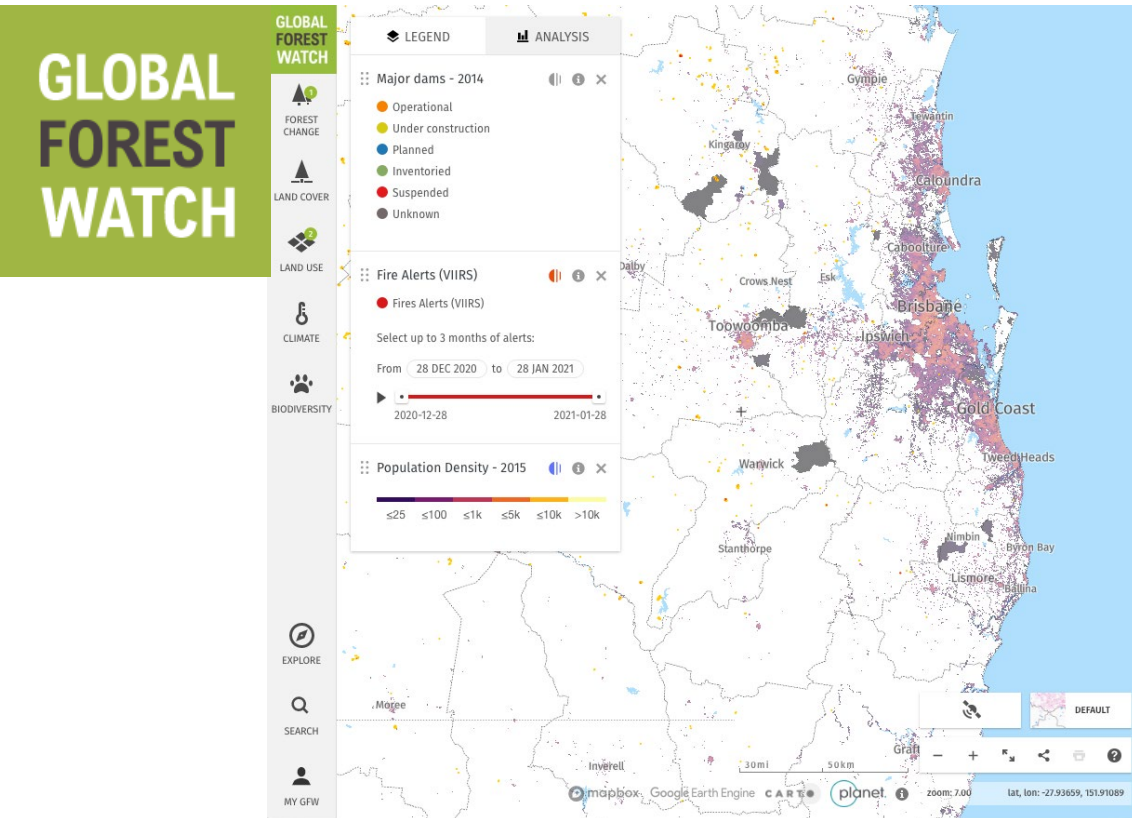 GLOBAL
FOREST
WATCH
GLOBAL
FOREST
WATCH
1
FOREST
CHANGE
LAND COVER
2
LAND USE
CLIMATE
BIODIVERSITY
EXPLORE
SEARCH
MY GFW
LEGEND
ANALYSIS
Major dams - 2014
Operational
Under construction
Planned
Inventoried
Suspended
Unknown
Fire Alerts (VIIRS)
Fires Alerts (VIIRS)
Select up to 3 months of alerts:
From 28 DEC 2020 to 28 JAN 2021
2020-12-28 2021-01-28
Population Density - 2015
≤25 ≤100 ≤1k ≤5k ≤10k >10k
Gympie
Tewantin
Kingaroy
Caloundra
Caboolture
Dalby
Crows Nest
Esk
Brisbane
Toowoomba
Ipswich
Gold Coast
Warwick
Tweed Heads
Stanthorpe
Nimbin
Byron Bay
Lismore
Ballina
Moree
Graft
Inverell
30mi 50km
DEFAULT
mapbox Google Earth Engine CARTO planet.
zoom: 7.00 lat, lon: -27.93659, 151.91089